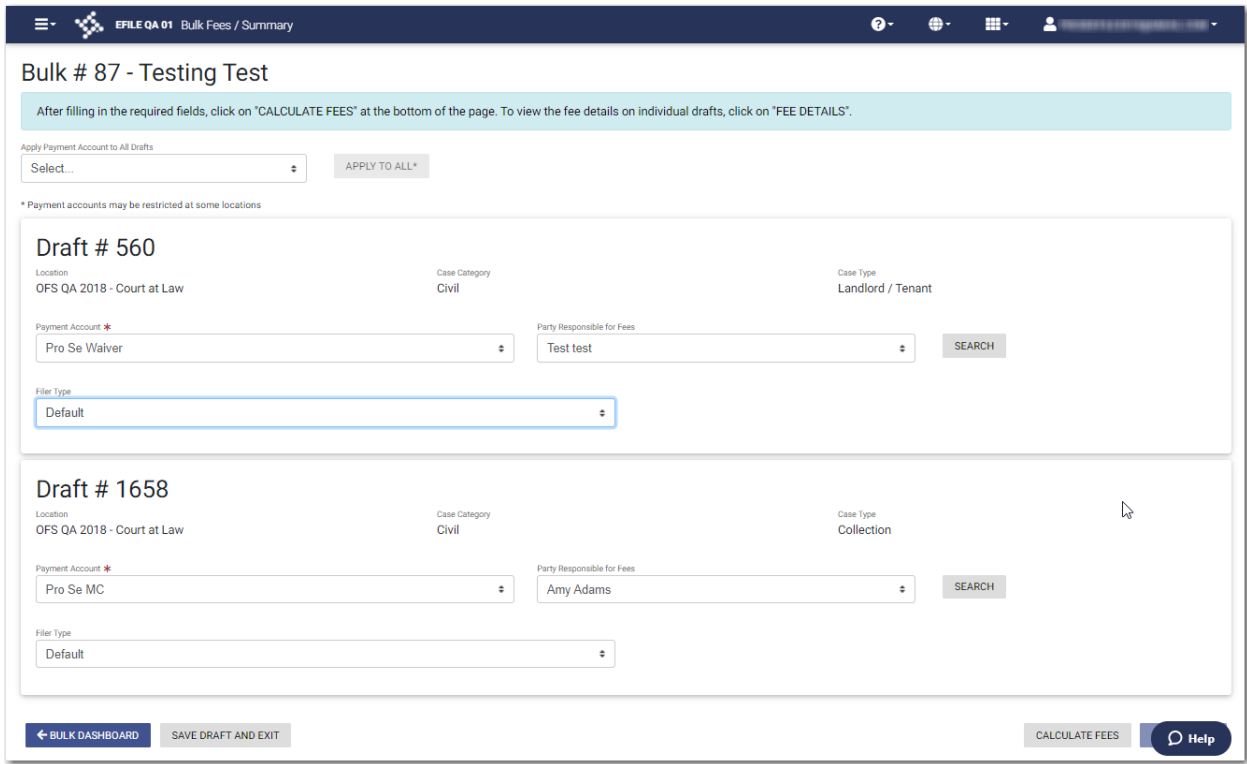 EFILE QA 01 Bulk Fees / Summary
Bulk # 87 - Testing Test
After filling in the required fields, click on "CALCULATE FEES" at the bottom of the page. To view the fee details on individual drafts, click on "FEE DETAILS".
Apply Payment Account to All Drafts
Select... APPLY TO ALL*
* Payment accounts may be restricted at some locations
Draft # 560
Location Case Category Case Type
OFS QA 2018 - Court at Law Civil Landlord / Tenant
Payment Account * Party Responsible for Fees
Pro Se Waiver Test test SEARCH
Filer Type
Default
Draft # 1658
Location Case Category Case Type
OFS QA 2018 - Court at Law Civil Collection
Payment Account * Party Responsible for Fees
Pro Se MC Amy Adams SEARCH
Filer Type
Default
BULK DASHBOARD SAVE DRAFT AND EXIT CALCULATE FEES Help